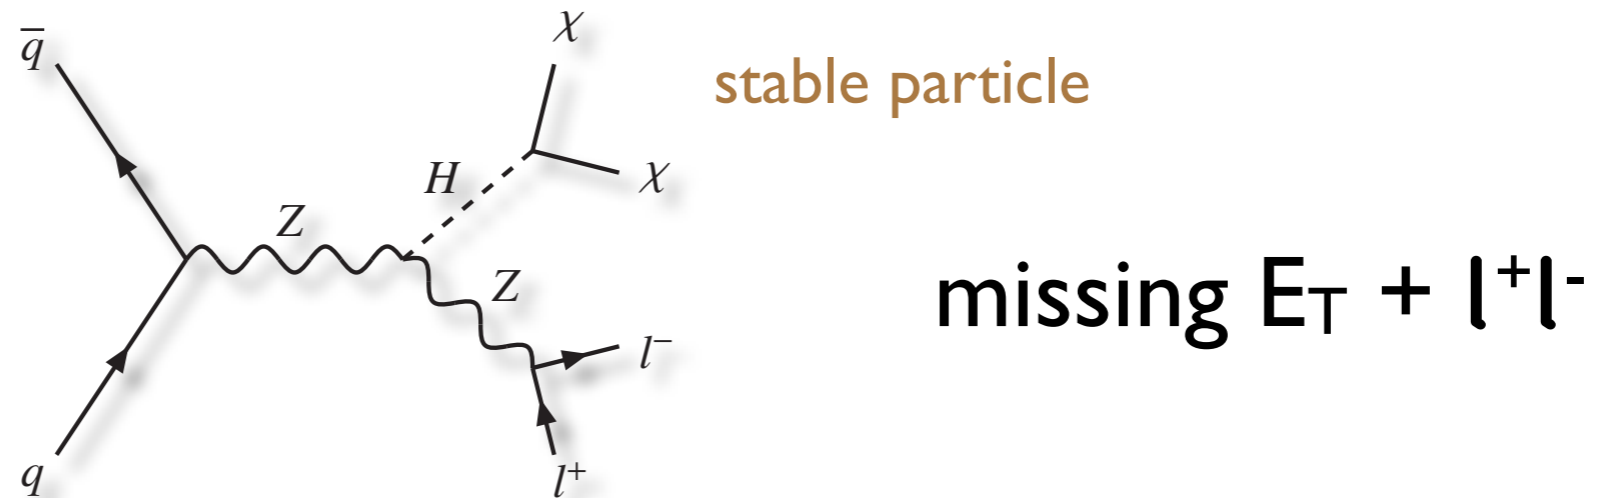 q̅
χ
stable particle
H
χ
Z
Z
missing E_T + l⁺l⁻
l⁻
q
l⁺